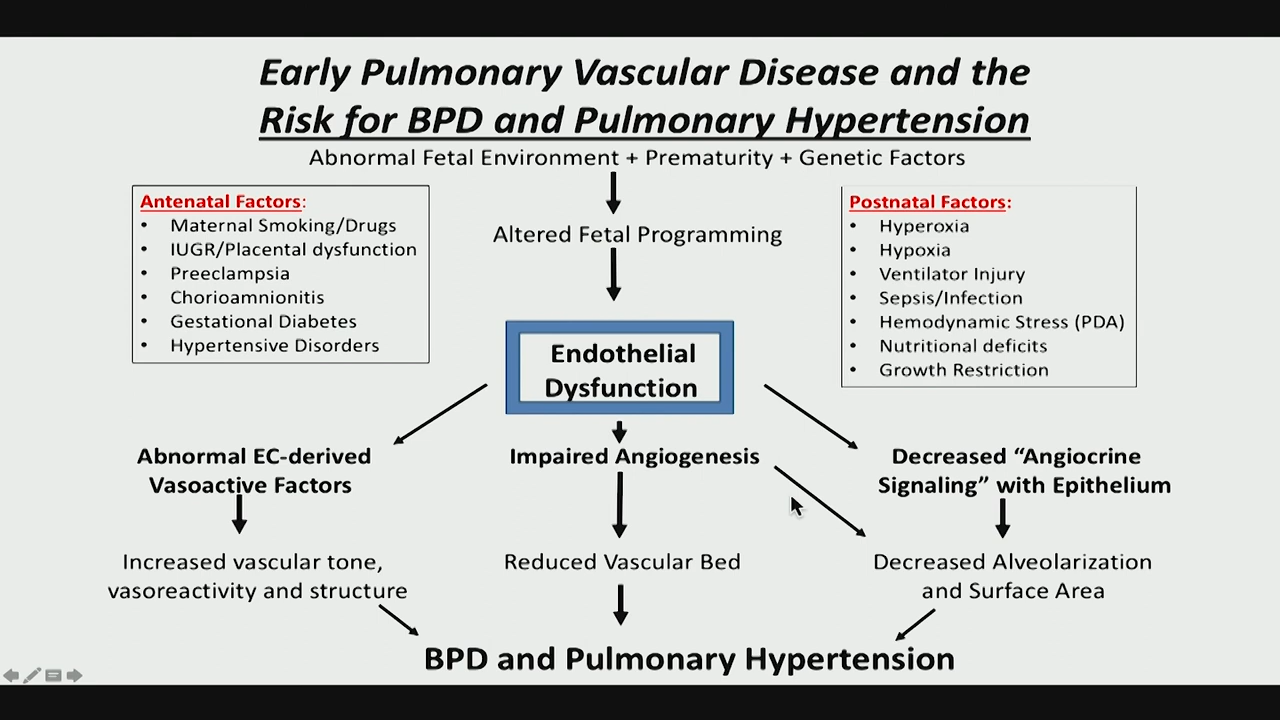 Early Pulmonary Vascular Disease and the
Risk for BPD and Pulmonary Hypertension
Abnormal Fetal Environment + Prematurity + Genetic Factors
Antenatal Factors:
• Maternal Smoking/Drugs
• IUGR/Placental dysfunction
• Preeclampsia
• Chorioamnionitis
• Gestational Diabetes
• Hypertensive Disorders
Altered Fetal Programming
Postnatal Factors:
• Hyperoxia
• Hypoxia
• Ventilator Injury
• Sepsis/Infection
• Hemodynamic Stress (PDA)
• Nutritional deficits
• Growth Restriction
Endothelial
Dysfunction
Abnormal EC-derived
Vasoactive Factors
Impaired Angiogenesis
Decreased “Angiocrine
Signaling” with Epithelium
Increased vascular tone,
vasoreactivity and structure
Reduced Vascular Bed
Decreased Alveolarization
and Surface Area
BPD and Pulmonary Hypertension